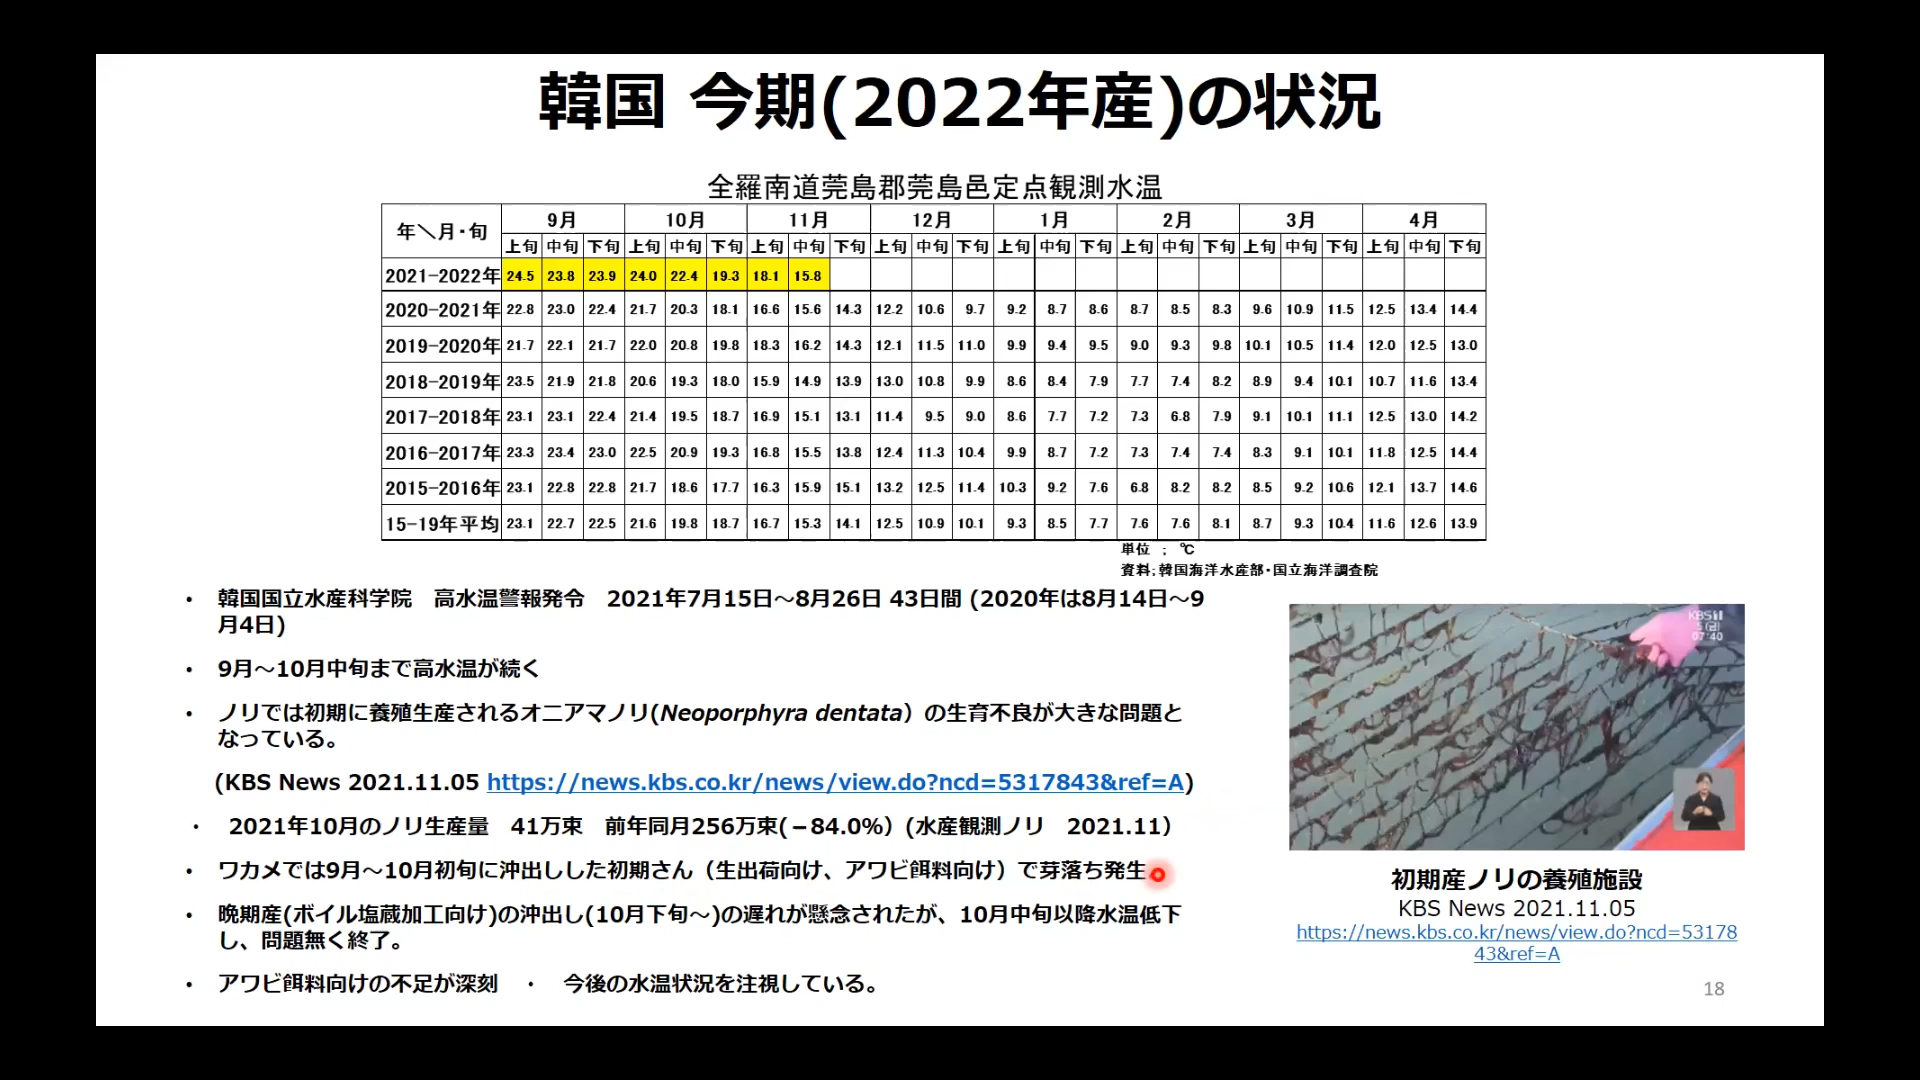 韓国 今期(2022年産)の状況
全羅南道莞島郡莞島邑定点観測水温
年＼月・旬 9月 10月 11月 12月 1月 2月 3月 4月
上旬 中旬 下旬 上旬 中旬 下旬 上旬 中旬 下旬 上旬 中旬 下旬 上旬 中旬 下旬 上旬 中旬 下旬 上旬 中旬 下旬 上旬 中旬 下旬
2021-2022年 24.5 23.8 23.9 24.0 22.4 19.3 18.1 15.8
2020-2021年 22.8 23.0 22.4 21.7 20.3 18.1 16.6 15.6 14.3 12.2 10.6 9.7 9.2 8.7 8.6 8.7 8.5 8.3 9.6 10.9 11.5 12.5 13.4 14.4
2019-2020年 21.7 22.1 21.7 22.0 20.8 19.8 18.3 16.2 14.3 12.1 11.5 11.0 9.9 9.4 9.5 9.0 9.3 9.8 10.1 10.5 11.4 12.0 12.5 13.0
2018-2019年 23.5 21.9 21.8 20.6 19.3 18.0 15.9 14.9 13.9 13.0 10.8 9.9 8.6 8.4 7.9 7.7 7.4 8.2 8.9 9.4 10.1 10.7 11.6 13.4
2017-2018年 23.1 23.1 22.4 21.4 19.5 18.7 16.9 15.1 13.1 11.4 9.5 9.0 8.6 7.7 7.2 7.3 6.8 7.9 9.1 10.1 11.1 12.5 13.0 14.2
2016-2017年 23.3 23.4 23.0 22.5 20.9 19.3 16.8 15.5 13.8 12.4 11.3 10.4 9.9 8.7 7.2 7.3 7.4 7.4 8.3 9.1 10.1 11.8 12.5 14.4
2015-2016年 23.1 22.8 22.8 21.7 18.6 17.7 16.3 15.9 15.1 13.2 12.5 11.4 10.3 9.2 7.6 6.8 8.2 8.2 8.5 9.2 10.6 12.1 13.7 14.6
15-19年平均 23.1 22.7 22.5 21.6 19.8 18.7 16.7 15.3 14.1 12.5 10.9 10.1 9.3 8.5 7.7 7.6 7.6 8.1 8.7 9.3 10.4 11.6 12.6 13.9
単位 ； ℃
資料；韓国海洋水産部・国立海洋調査院
• 韓国国立水産科学院　高水温警報発令　2021年7月15日～8月26日 43日間 (2020年は8月14日～9
月4日)
• 9月～10月中旬まで高水温が続く
• ノリでは初期に養殖生産されるオニアマノリ(Neoporphyra dentata）の生育不良が大きな問題と
なっている。
(KBS News 2021.11.05 https://news.kbs.co.kr/news/view.do?ncd=5317843&ref=A)
• 2021年10月のノリ生産量　41万束　前年同月256万束(－84.0%）(水産観測ノリ　2021.11）
• ワカメでは9月～10月初旬に沖出しした初期さん（生出荷向け、アワビ餌料向け）で芽落ち発生
• 晩期産(ボイル塩蔵加工向け)の沖出し(10月下旬～)の遅れが懸念されたが、10月中旬以降水温低下
し、問題無く終了。
• アワビ餌料向けの不足が深刻　・　今後の水温状況を注視している。
KBS 1
5(금)
07:40
初期産ノリの養殖施設
KBS News 2021.11.05
https://news.kbs.co.kr/news/view.do?ncd=53178
43&ref=A
18